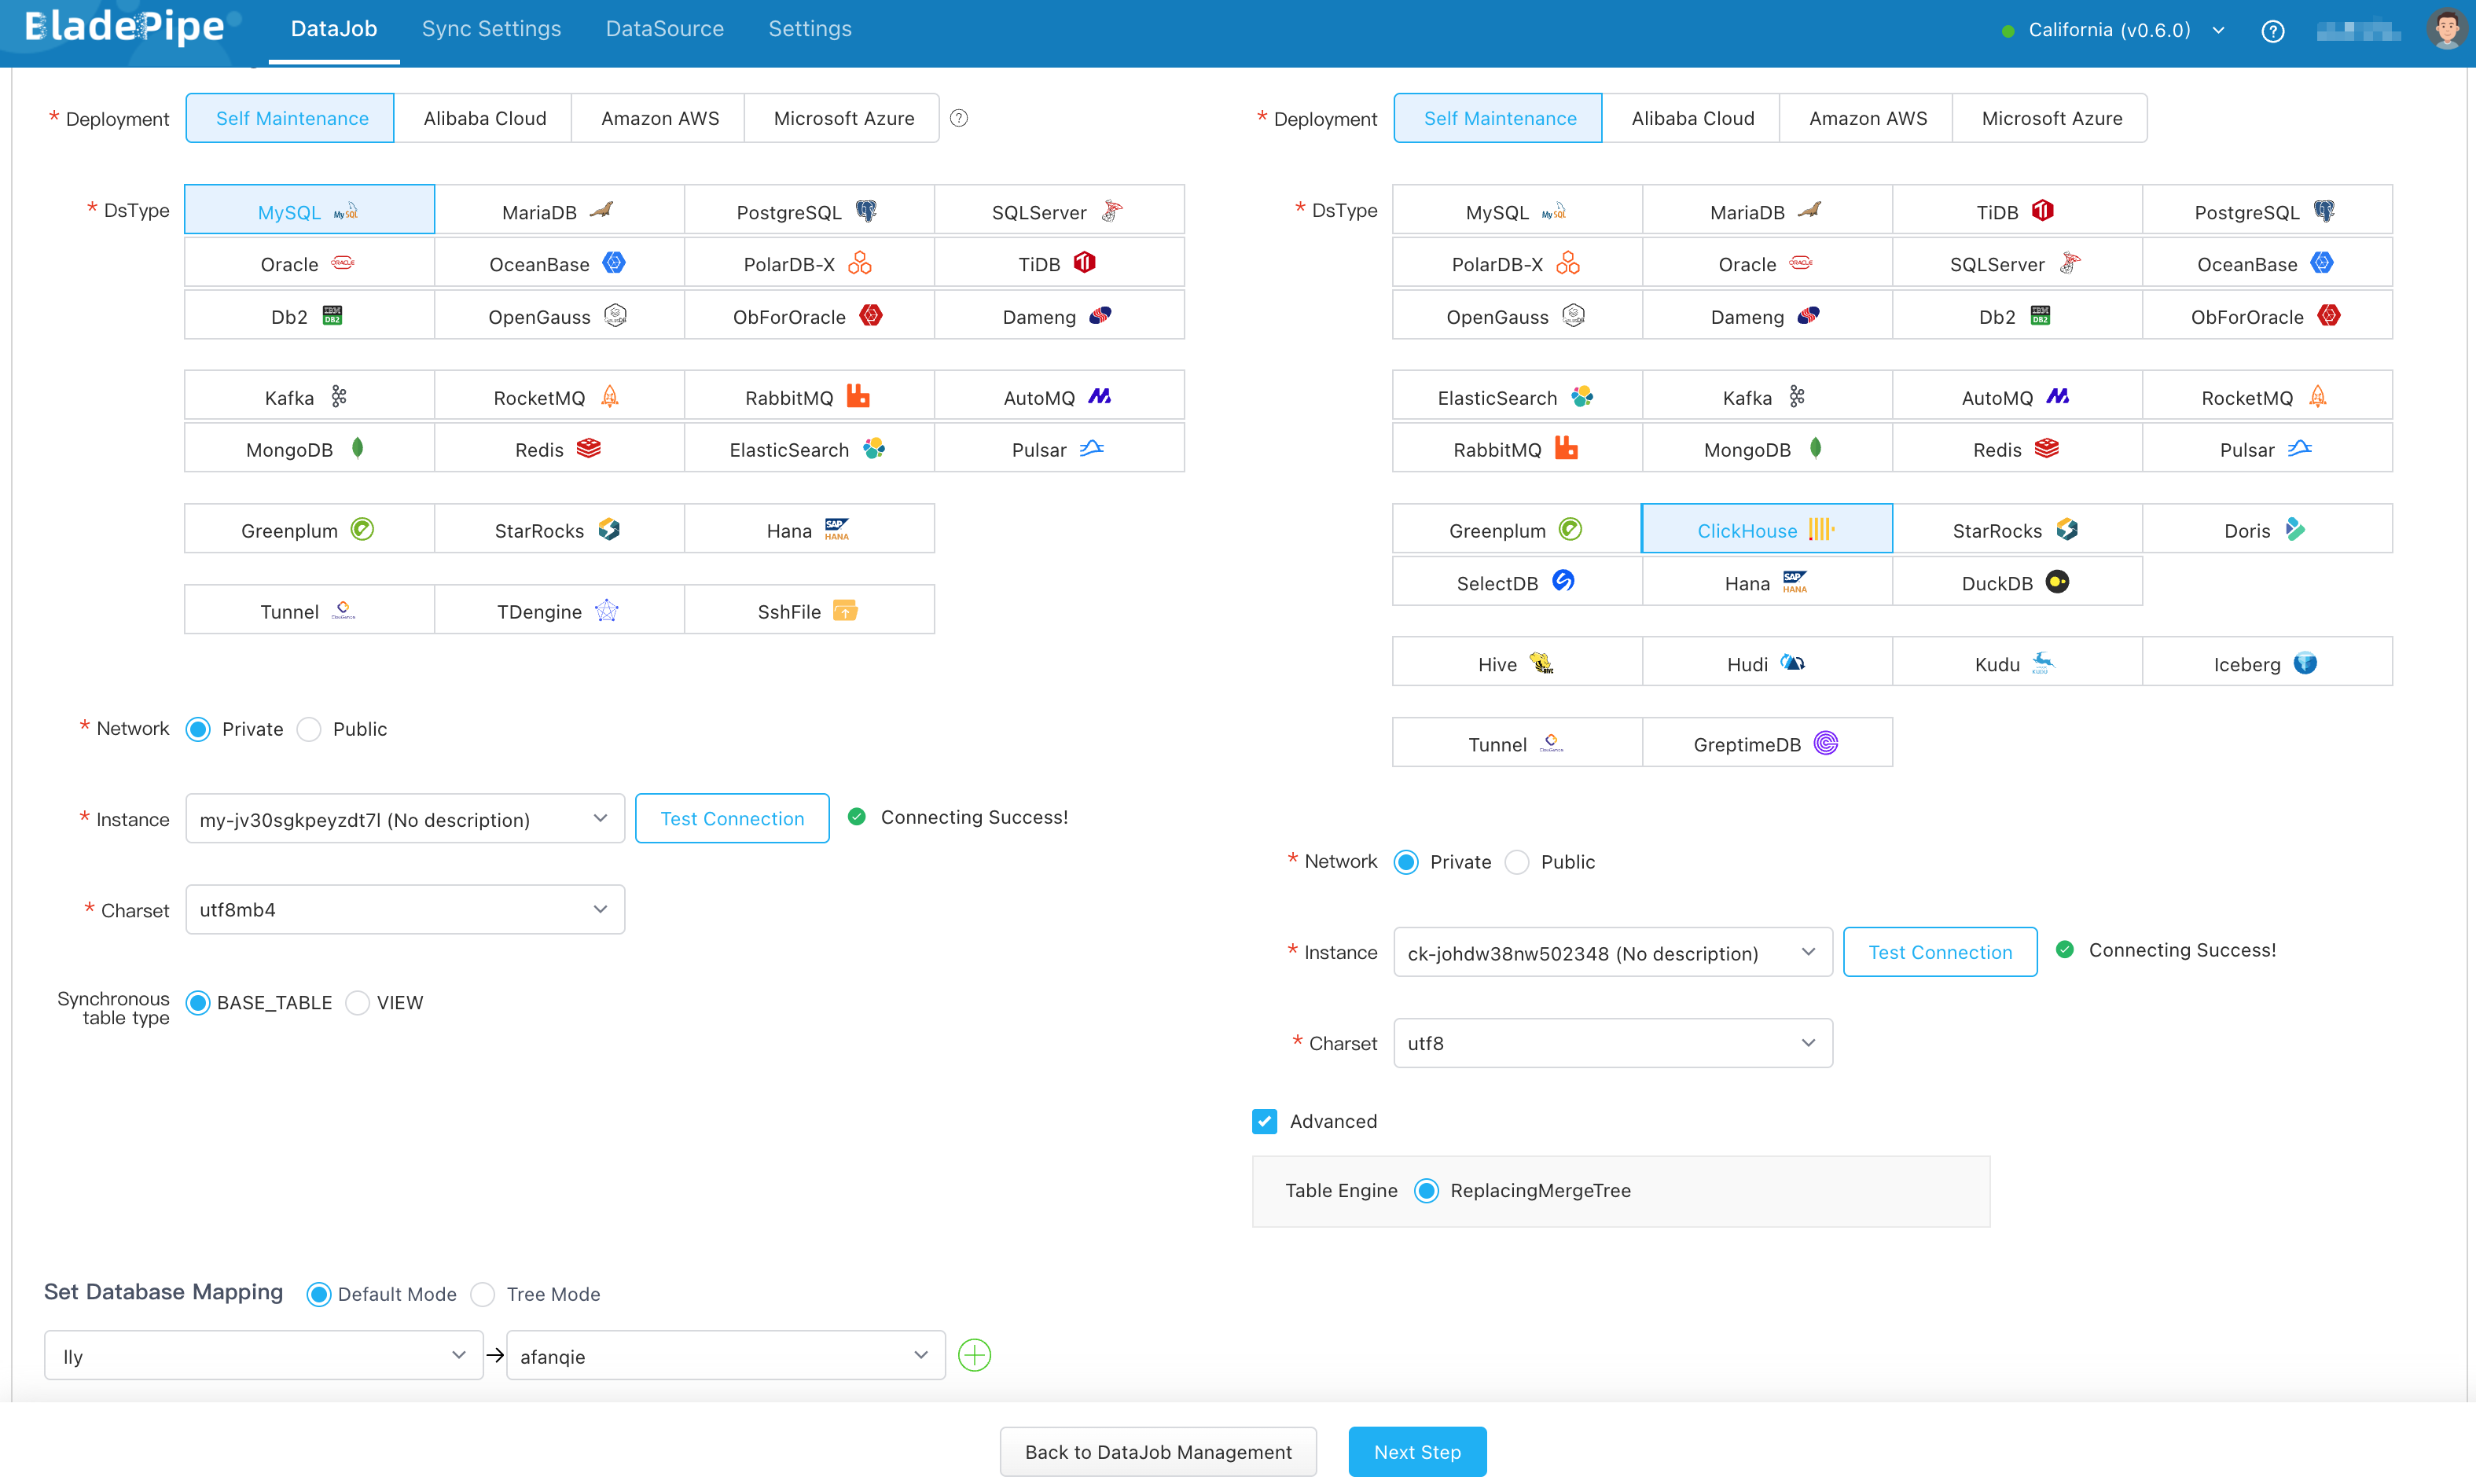 BladePipe DataJob Sync Settings DataSource Settings California (v0.6.0)
* Deployment Self Maintenance Alibaba Cloud Amazon AWS Microsoft Azure
* DsType MySQL MariaDB PostgreSQL SQLServer
Oracle OceanBase PolarDB-X TiDB
Db2 OpenGauss ObForOracle Dameng
Kafka RocketMQ RabbitMQ AutoMQ
MongoDB Redis ElasticSearch Pulsar
Greenplum StarRocks Hana
Tunnel TDengine SshFile
* Network Private Public
* Instance my-jv30sgkpeyzdt7l (No description) Test Connection Connecting Success!
* Charset utf8mb4
Synchronous
table type BASE_TABLE VIEW
* Deployment Self Maintenance Alibaba Cloud Amazon AWS Microsoft Azure
* DsType MySQL MariaDB TiDB PostgreSQL
PolarDB-X Oracle SQLServer OceanBase
OpenGauss Dameng Db2 ObForOracle
ElasticSearch Kafka AutoMQ RocketMQ
RabbitMQ MongoDB Redis Pulsar
Greenplum ClickHouse StarRocks Doris
SelectDB Hana DuckDB
Hive Hudi Kudu Iceberg
Tunnel GreptimeDB
* Network Private Public
* Instance ck-johdw38nw502348 (No description) Test Connection Connecting Success!
* Charset utf8
Advanced
Table Engine ReplacingMergeTree
Set Database Mapping Default Mode Tree Mode
lly → afanqie
Back to DataJob Management Next Step